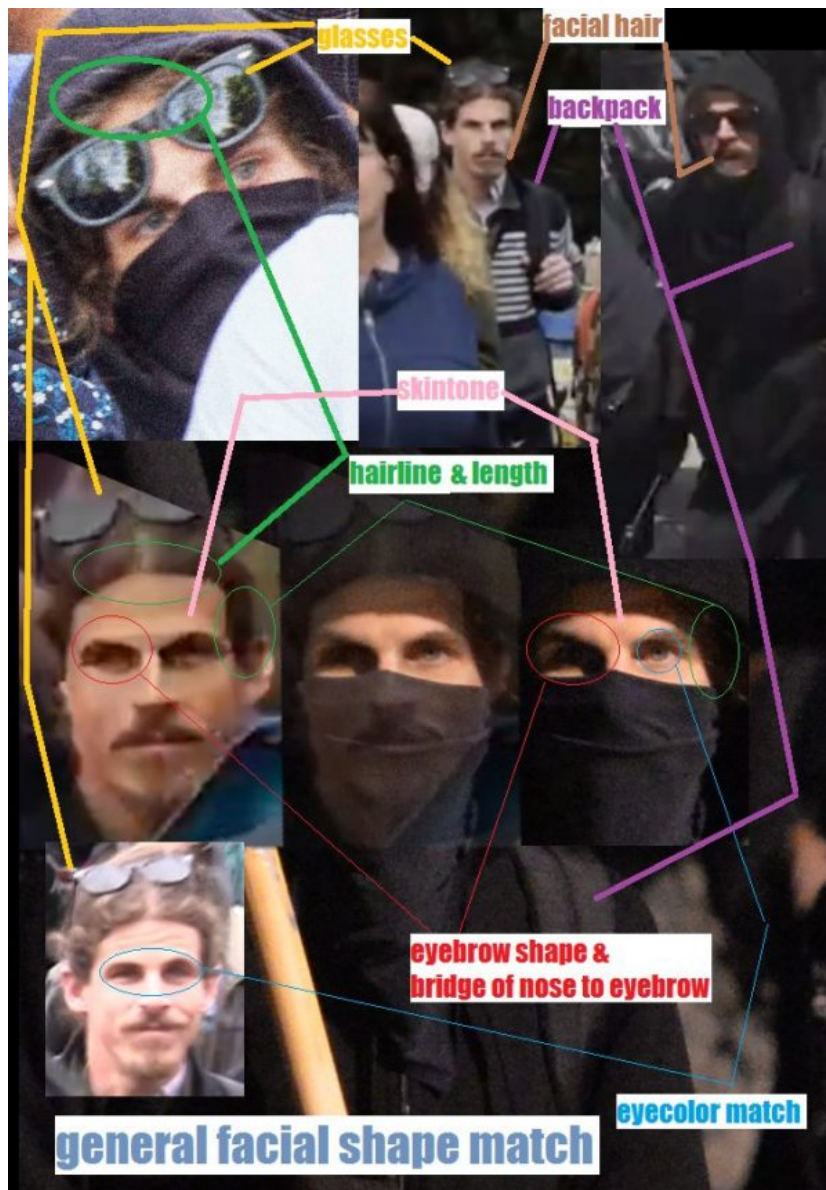 glasses
facial hair
backpack
skintone
hairline & length
eyebrow shape &
bridge of nose to eyebrow
eyecolor match
general facial shape match